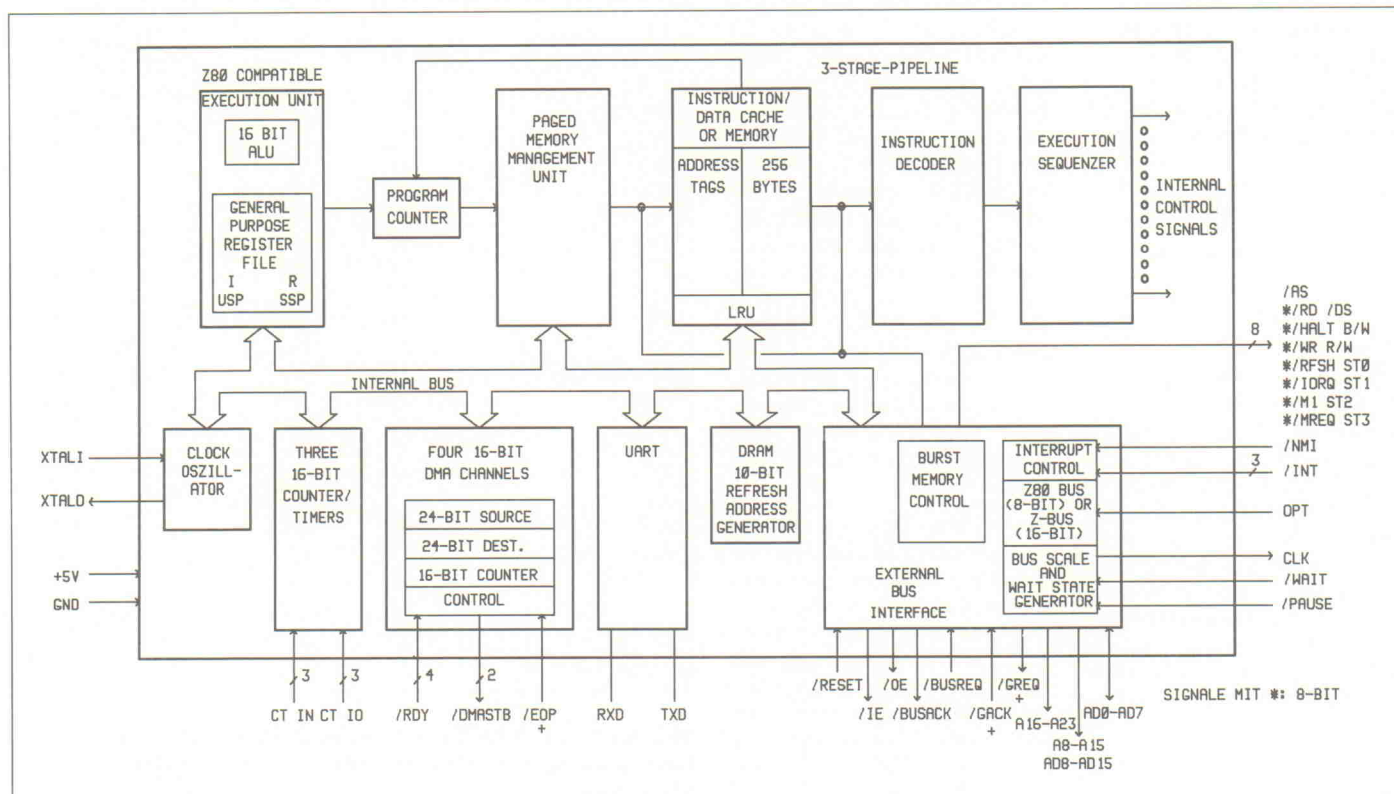 Z80 COMPATIBLE
EXECUTION UNIT
16 BIT
ALU
GENERAL
PURPOSE
REGISTER
FILE
I R
USP SSP
PROGRAM
COUNTER
PAGED
MEMORY
MANAGEMENT
UNIT
3-STAGE-PIPELINE
INSTRUCTION/
DATA CACHE
OR MEMORY
ADDRESS
TAGS
256
BYTES
LRU
INSTRUCTION
DECODER
EXECUTION
SEQUENZER
INTERNAL
CONTROL
SIGNALS
8
/AS
*/RD /DS
*/HALT B/W
*/WR R/W
*/RFSH ST0
*/IORQ ST1
*/M1 ST2
*/MREQ ST3
INTERNAL BUS
XTALI
XTALO
+5V
GND
CLOCK
OSZILL-
ATOR
THREE
16-BIT
COUNTER/
TIMERS
FOUR 16-BIT
DMA CHANNELS
24-BIT SOURCE
24-BIT DEST.
16-BIT COUNTER
CONTROL
UART
DRAM
10-BIT
REFRESH
ADDRESS
GENERATOR
BURST
MEMORY
CONTROL
EXTERNAL
BUS
INTERFACE
INTERRUPT
CONTROL
Z80 BUS
(8-BIT) OR
Z-BUS
(16-BIT)
BUS SCALE
AND
WAIT STATE
GENERATOR
/NMI
3
/INT
OPT
CLK
/WAIT
/PAUSE
3
3
4
2
CT IN
CT IO
/RDY
/DMASTB
/EOP
+
RXD
TXD
/RESET
/OE
/BUSREQ
/GREQ
+
/IE
/BUSACK
/GACK
+
A16-A23
AD0-AD7
A8-A15
AD8-AD15
SIGNALE MIT *: 8-BIT